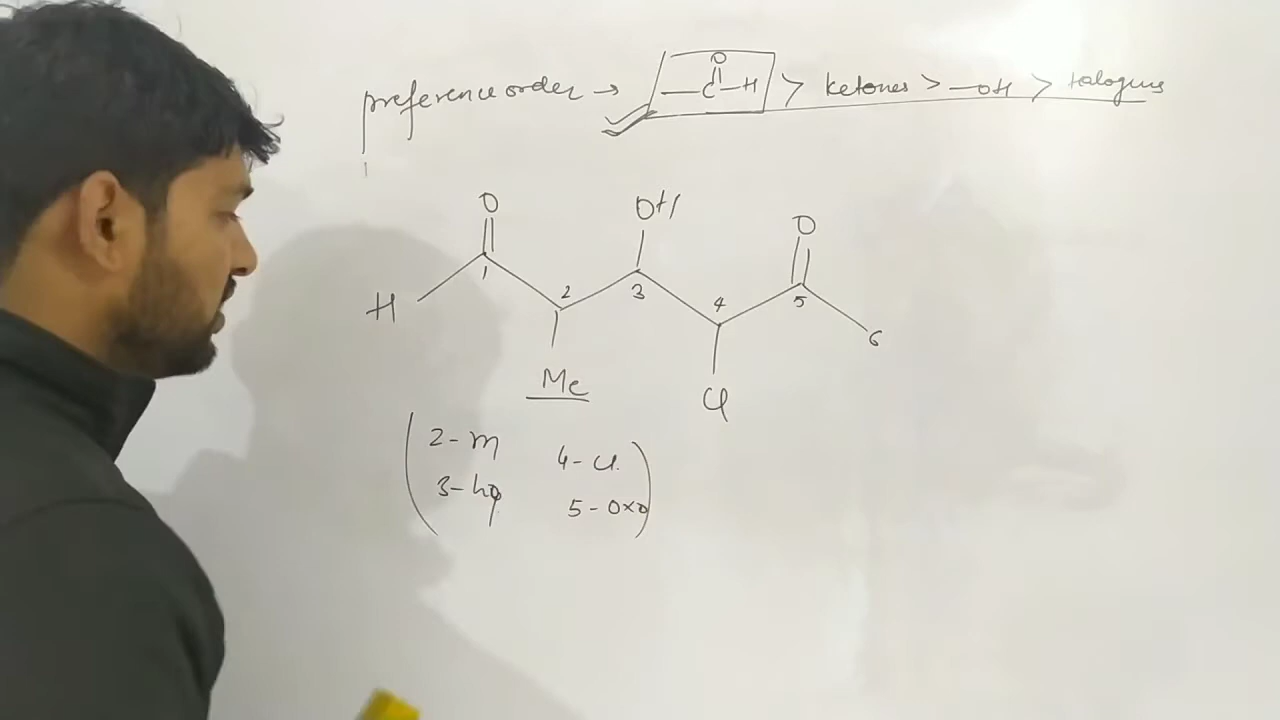 preference order → —C(=O)—H > ketones > —OH > Halogens
O OH O
1 2 3 4 5 6
H
Me Cl
2-m 4-Cl
3-hy 5-Oxo